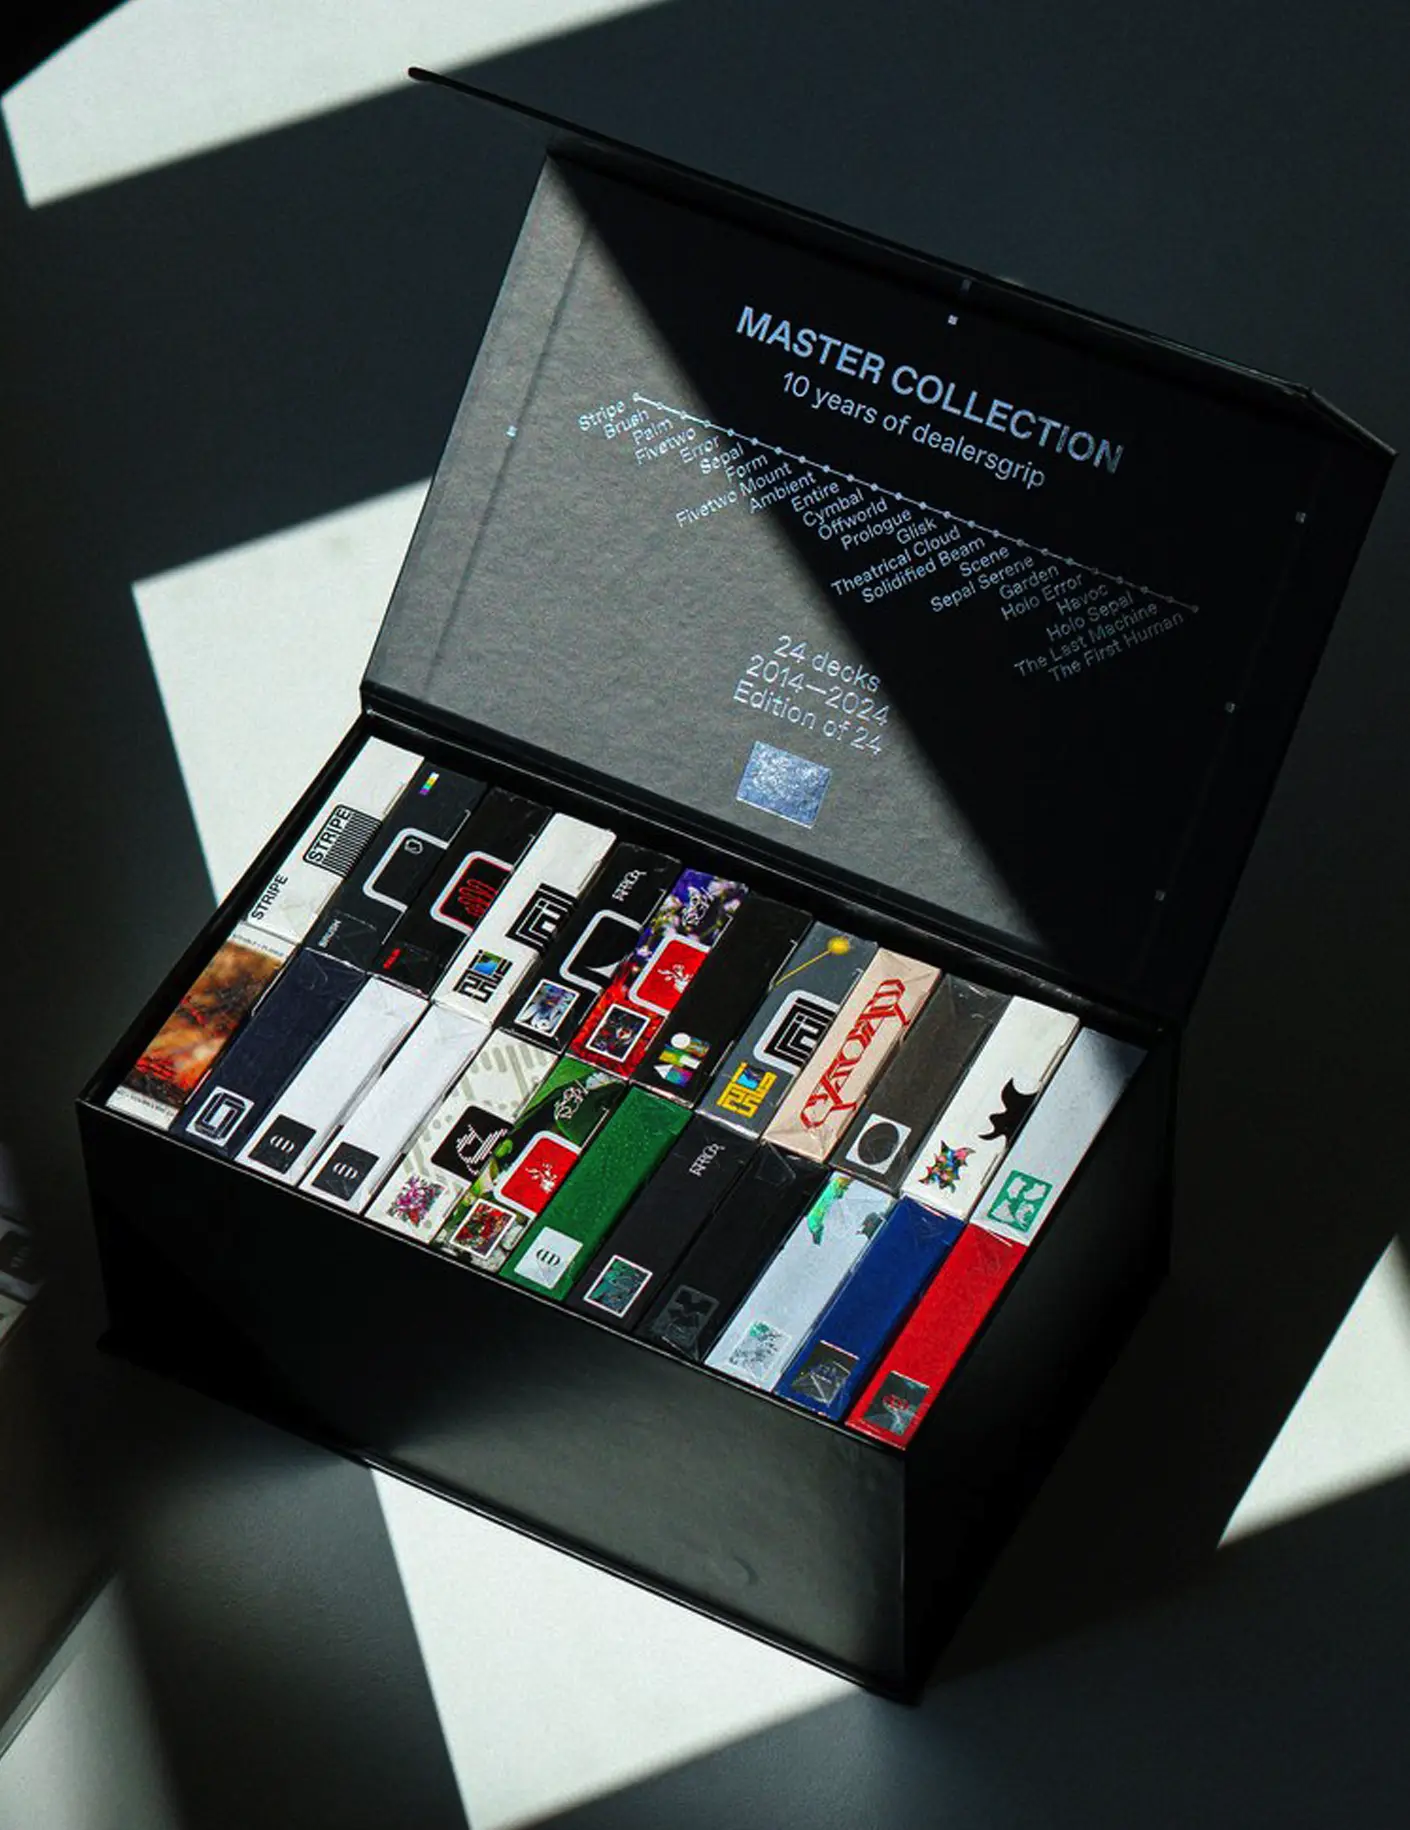 MASTER COLLECTION
10 years of dealersgrip
Stripe
Brush
Palm
Fivetwo
Error
Sepal
Form
Fivetwo Mount
Ambient
Entire
Cymbal
Offworld
Prologue
Glisk
Theatrical Cloud
Solidified Beam
Scene
Sepal Serene
Garden
Holo Error
Havoc
Holo Sepal
The Last Machine
The First Human
24 decks
2014—2024
Edition of 24
STRIPE
STRIPE
BRUSH